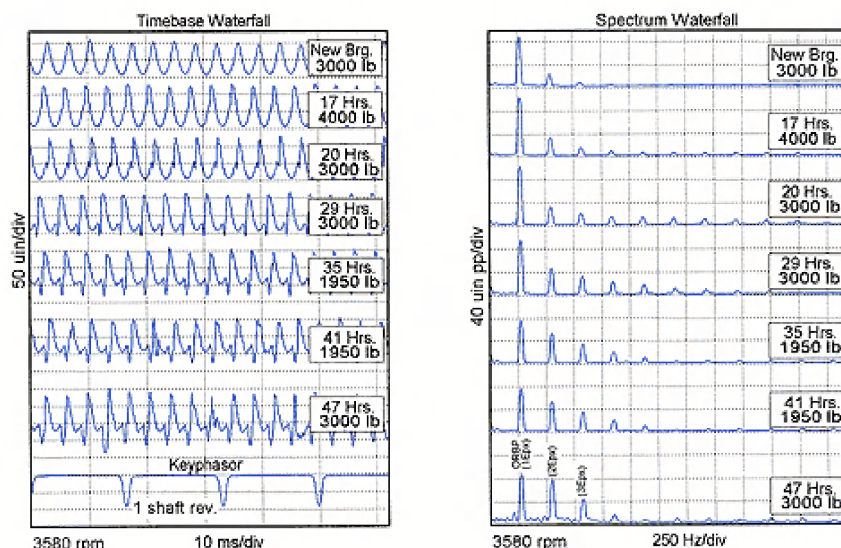 Timebase Waterfall
50 uin/div
New Brg.
3000 lb
17 Hrs.
4000 lb
20 Hrs.
3000 lb
29 Hrs.
3000 lb
35 Hrs.
1950 lb
41 Hrs.
1950 lb
47 Hrs.
3000 lb
Keyphasor
1 shaft rev.
3580 rpm
10 ms/div
Spectrum Waterfall
40 uin pp/div
New Brg.
3000 lb
17 Hrs.
4000 lb
20 Hrs.
3000 lb
29 Hrs.
3000 lb
35 Hrs.
1950 lb
41 Hrs.
1950 lb
ORBP
(1Epx)
(2Epx)
(3Epx)
47 Hrs.
3000 lb
3580 rpm
250 Hz/div